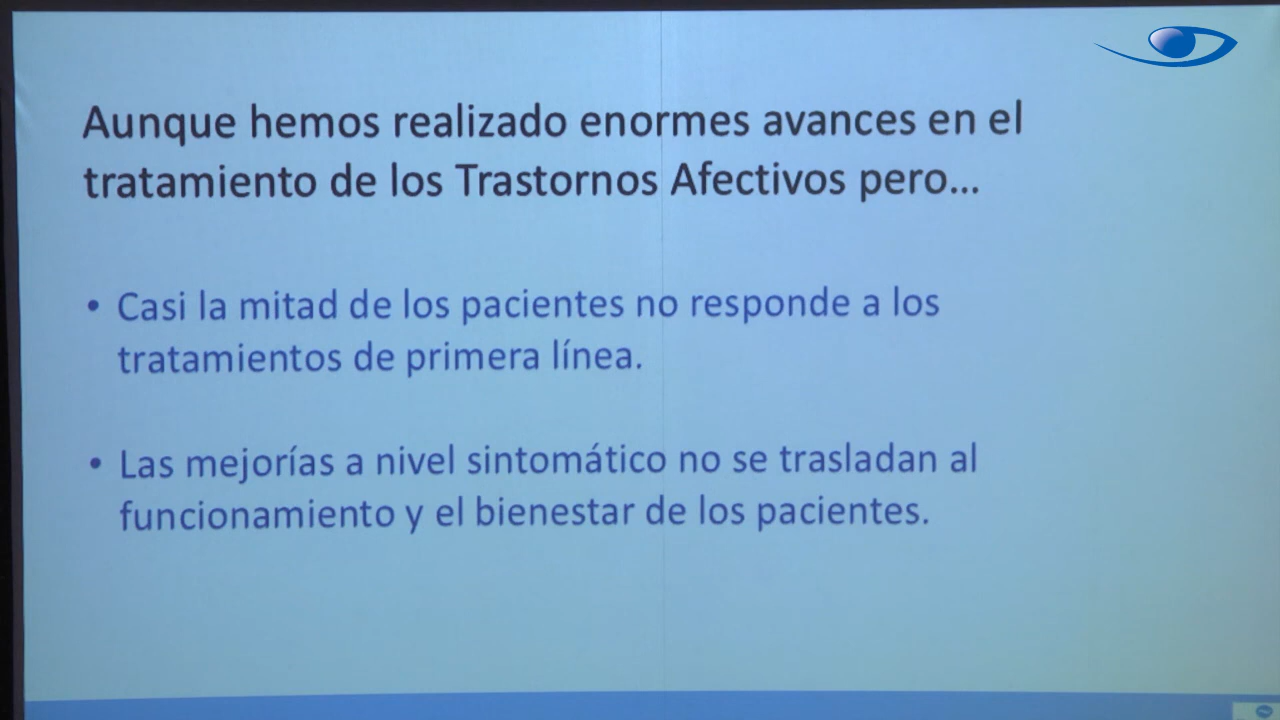 Aunque hemos realizado enormes avances en el
tratamiento de los Trastornos Afectivos pero...
• Casi la mitad de los pacientes no responde a los
tratamientos de primera línea.
• Las mejorías a nivel sintomático no se trasladan al
funcionamiento y el bienestar de los pacientes.